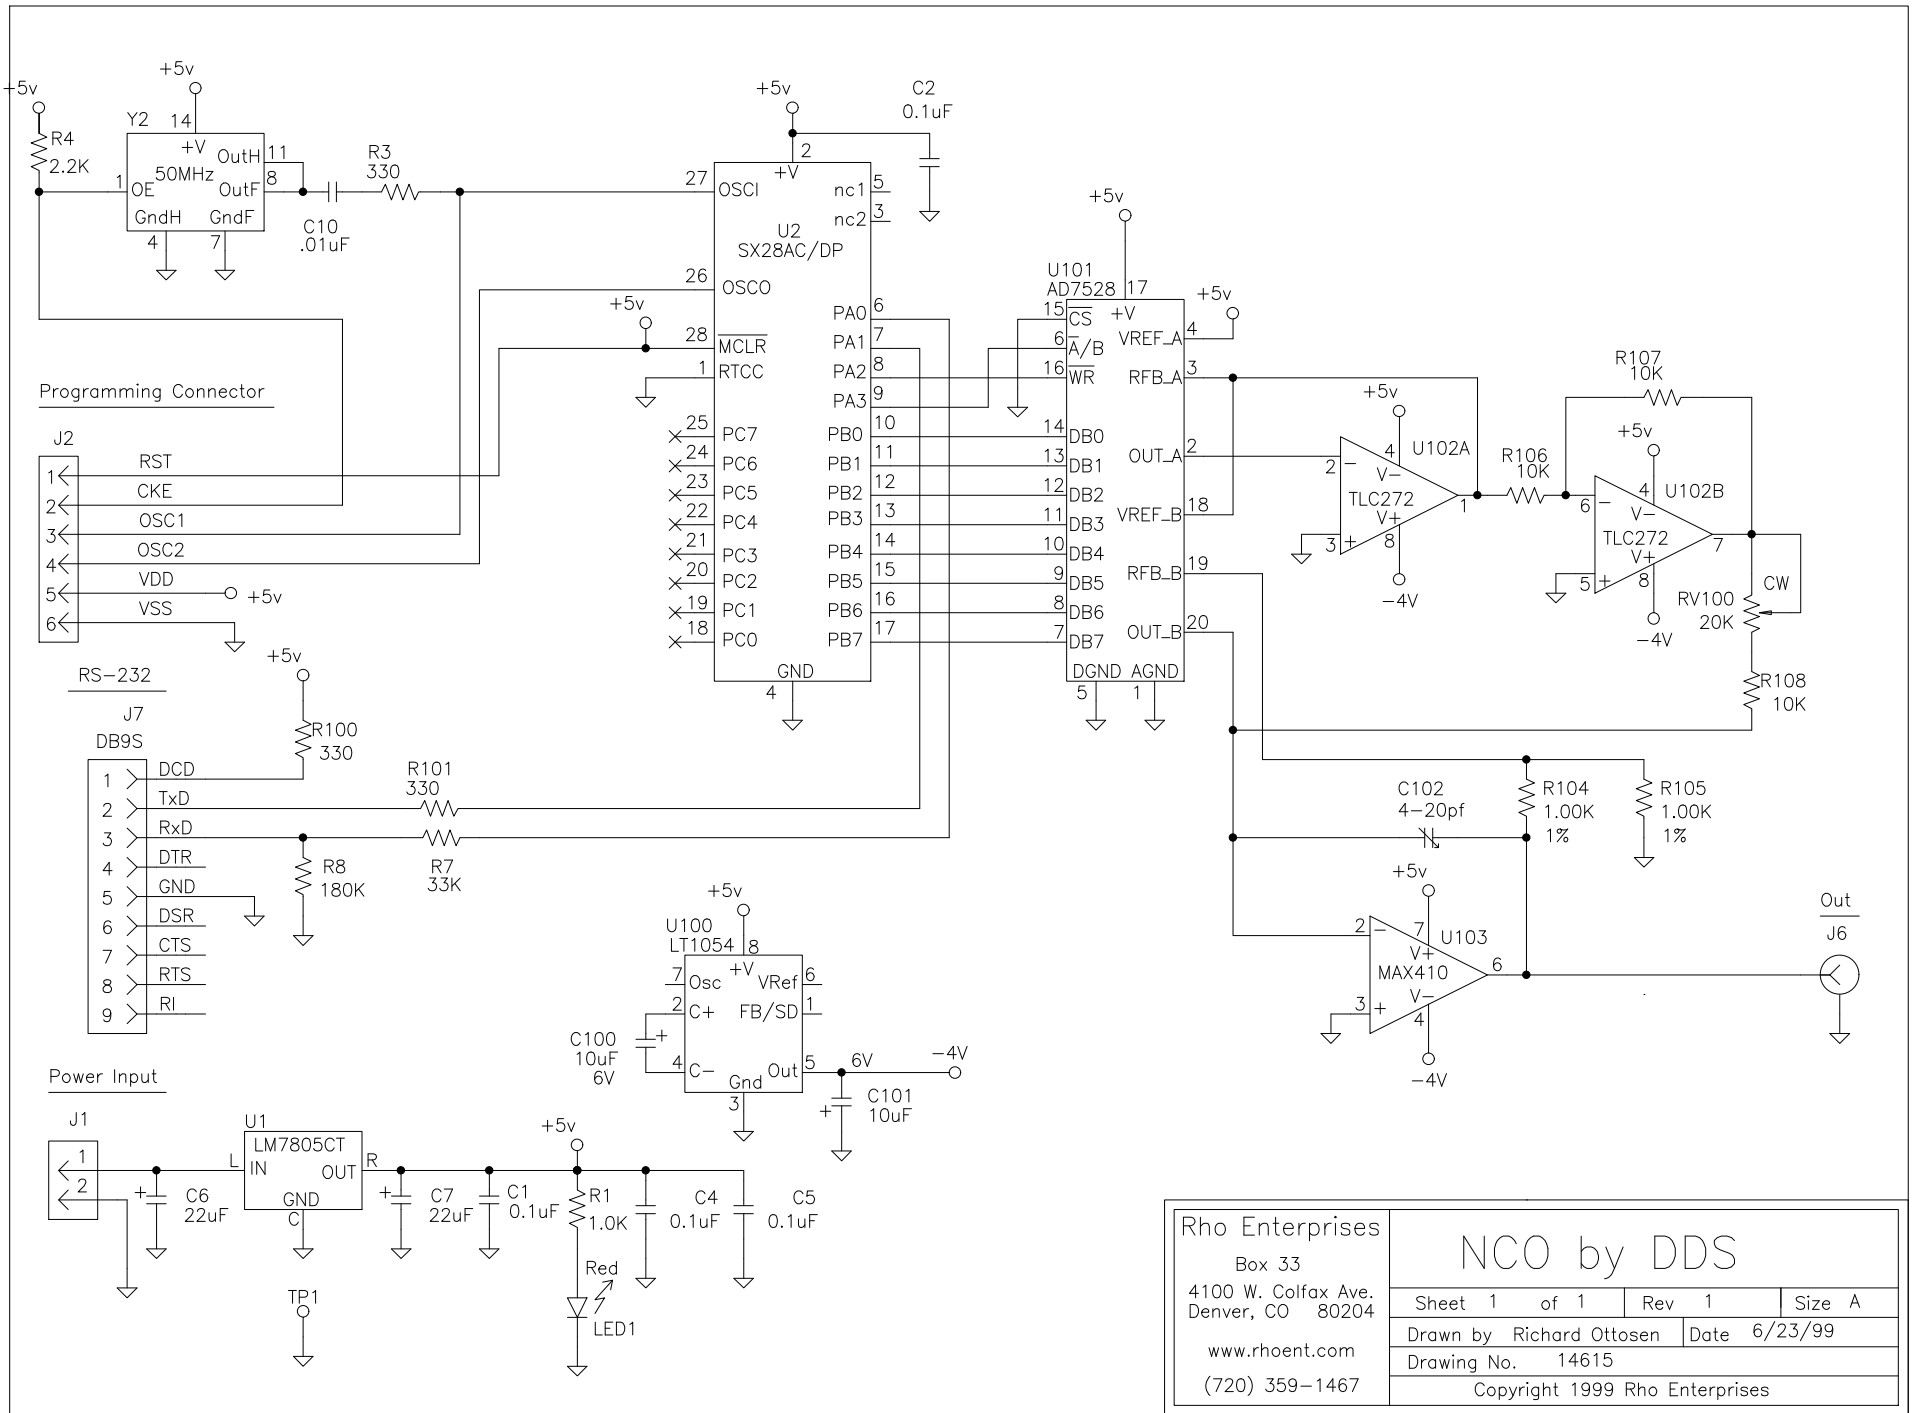 +5v
R4
2.2K
+5v
Y2
14
+V
OutH
11
50MHz
8
1
OE
OutF
GndH
GndF
4
7
C10
.01uF
R3
330
+5v
C2
0.1uF
2
+V
27
OSCI
nc1
5
nc2
3
U2
SX28AC/DP
26
OSCO
+5v
28
MCLR
1
RTCC
PA0
6
PA1
7
PA2
8
PA3
9
25
PC7
PB0
10
24
PC6
PB1
11
23
PC5
PB2
12
22
PC4
PB3
13
21
PC3
PB4
14
20
PC2
PB5
15
19
PC1
PB6
16
18
PC0
PB7
17
GND
4
+5v
U101
AD7528
17
15
CS
+V
6
A/B
16
WR
14
DB0
13
DB1
12
DB2
11
DB3
10
DB4
9
DB5
8
DB6
7
DB7
+5v
VREF_A
4
RFB_A
3
OUT_A
2
VREF_B
18
RFB_B
19
OUT_B
20
DGND
AGND
5
1
+5v
4
U102A
2
−
V−
TLC272
V+
1
3
+
8
−4V
R106
10K
R107
10K
+5v
4
U102B
6
−
V−
TLC272
V+
7
5
+
8
−4V
CW
RV100
20K
R108
10K
C102
4−20pf
R104
1.00K
1%
R105
1.00K
1%
+5v
7
U103
2
−
V+
MAX410
V−
6
3
+
4
−4V
Out
J6
Programming Connector
J2
1
RST
2
CKE
3
OSC1
4
OSC2
5
VDD
+5v
6
VSS
RS−232
J7
DB9S
+5v
R100
330
1
DCD
2
TxD
3
RxD
4
DTR
5
GND
6
DSR
7
CTS
8
RTS
9
RI
R101
330
R7
33K
R8
180K
+5v
U100
LT1054
8
+V
7
Osc
VRef
6
2
C+
FB/SD
1
4
C−
Out
5
Gnd
3
C100
10uF
6V
+
6V
−4V
+
C101
10uF
Power Input
J1
1
2
+
C6
22uF
U1
LM7805CT
L
IN
OUT
R
GND
C
+
C7
22uF
C1
0.1uF
+5v
R1
1.0K
C4
0.1uF
C5
0.1uF
Red
LED1
TP1
Rho Enterprises
Box 33
4100 W. Colfax Ave.
Denver, CO 80204
www.rhoent.com
(720) 359−1467
NCO by DDS
Sheet 1 of 1
Rev 1
Size A
Drawn by Richard Ottosen
Date 6/23/99
Drawing No. 14615
Copyright 1999 Rho Enterprises